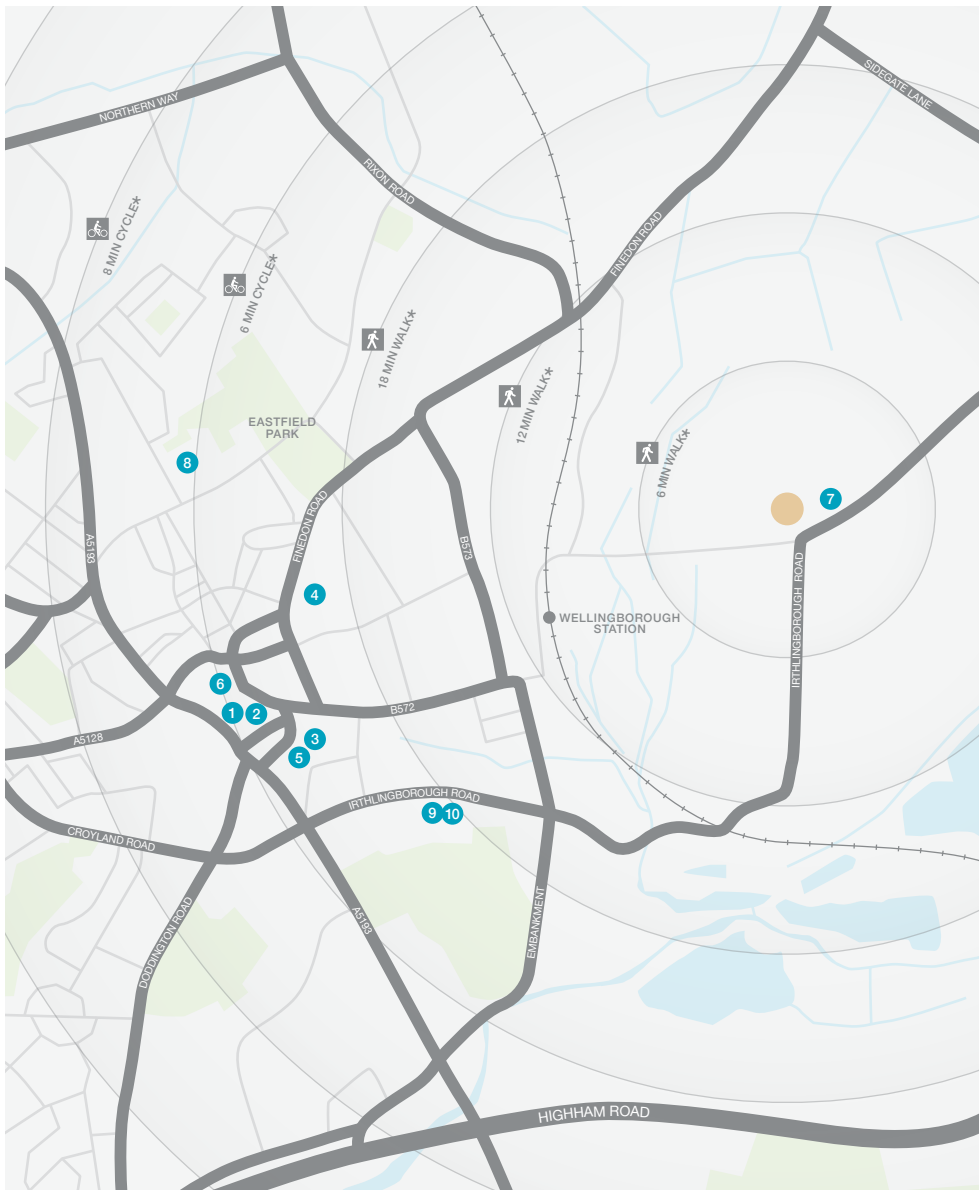 NORTHERN WAY
SIDEGATE LANE
RIXON ROAD
FINEDON ROAD
8 MIN CYCLE*
6 MIN CYCLE*
18 MIN WALK*
12 MIN WALK*
6 MIN WALK*
EASTFIELD
PARK
8
7
FINEDON ROAD
A5193
B573
4
WELLINGBOROUGH
STATION
IRTHLINGBOROUGH ROAD
6
1
2
B572
3
5
A5128
IRTHLINGBOROUGH ROAD
9
10
CROYLAND ROAD
DODDINGTON ROAD
A5193
EMBANKMENT
HIGHHAM ROAD